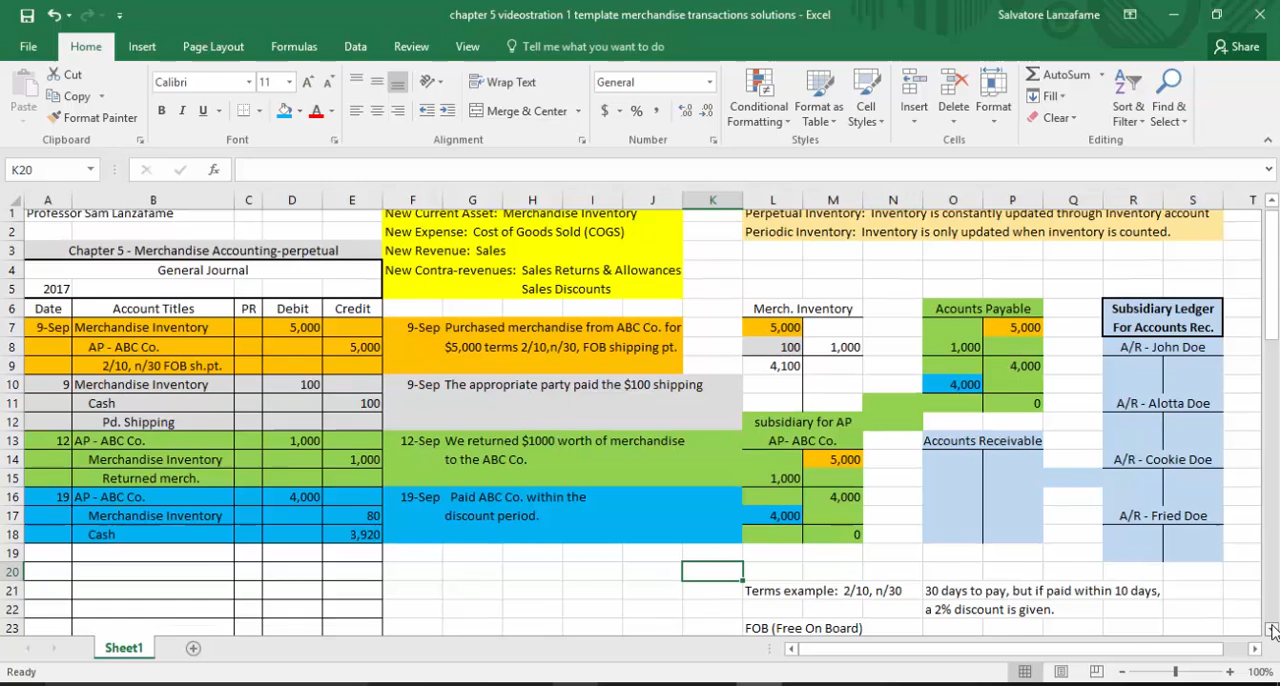 chapter 5 videostration 1 template merchandise transactions solutions - Excel
Salvatore Lanzafame
File Home Insert Page Layout Formulas Data Review View Tell me what you want to do Share
Cut
Copy
Format Painter
Paste
Clipboard
Calibri 11 A A
B I U A
Font
Wrap Text
Merge & Center
Alignment
General
$ % , .00
Number
Conditional Formatting
Format as Table
Cell Styles
Styles
Insert Delete Format
Cells
AutoSum
Fill
Clear
Sort & Filter
Find & Select
Editing
K20 fx
A B C D E F G H I J K L M N O P Q R S T
1 Professor Sam Lanzafame New Current Asset: Merchandise Inventory Perpetual Inventory: Inventory is constantly updated through Inventory account
2 New Expense: Cost of Goods Sold (COGS) Periodic Inventory: Inventory is only updated when inventory is counted.
3 Chapter 5 - Merchandise Accounting-perpetual New Revenue: Sales
4 General Journal New Contra-revenues: Sales Returns & Allowances
5 2017 Sales Discounts
6 Date Account Titles PR Debit Credit Merch. Inventory Acounts Payable Subsidiary Ledger
7 9-Sep Merchandise Inventory 5,000 9-Sep Purchased merchandise from ABC Co. for 5,000 5,000 For Accounts Rec.
8 AP - ABC Co. 5,000 $5,000 terms 2/10,n/30, FOB shipping pt. 100 1,000 1,000 A/R - John Doe
9 2/10, n/30 FOB sh.pt. 4,100 4,000
10 9 Merchandise Inventory 100 9-Sep The appropriate party paid the $100 shipping 4,000
11 Cash 100 0 A/R - Alotta Doe
12 Pd. Shipping subsidiary for AP
13 12 AP - ABC Co. 1,000 12-Sep We returned $1000 worth of merchandise AP- ABC Co. Accounts Receivable
14 Merchandise Inventory 1,000 to the ABC Co. 5,000 A/R - Cookie Doe
15 Returned merch. 1,000
16 19 AP - ABC Co. 4,000 19-Sep Paid ABC Co. within the 4,000
17 Merchandise Inventory 80 discount period. 4,000 A/R - Fried Doe
18 Cash 3,920 0
19
20
21 Terms example: 2/10, n/30 30 days to pay, but if paid within 10 days,
22 a 2% discount is given.
23 FOB (Free On Board)
Sheet1
Ready 100%